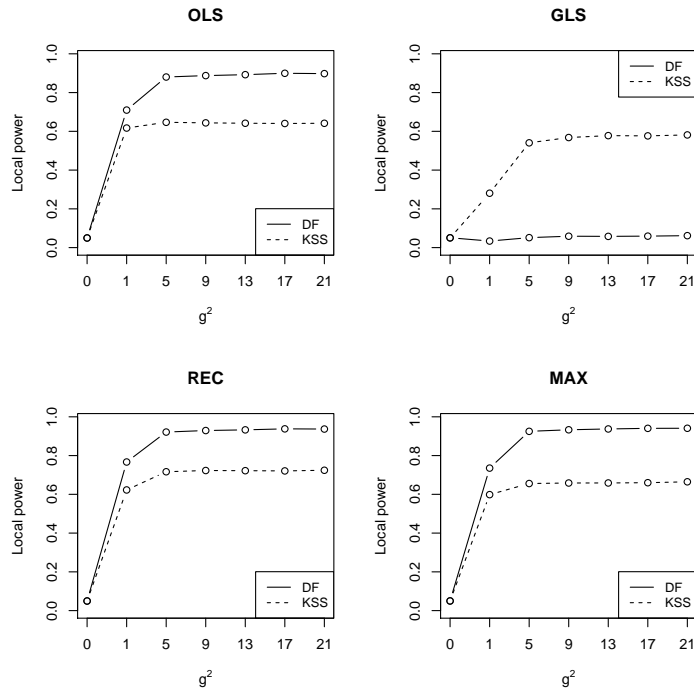 OLS
Local power
1.0
0.8
0.6
0.4
0.2
0.0
DF
KSS
0 1 5 9 13 17 21
g²
GLS
Local power
1.0
0.8
0.6
0.4
0.2
0.0
DF
KSS
0 1 5 9 13 17 21
g²
REC
Local power
1.0
0.8
0.6
0.4
0.2
0.0
DF
KSS
0 1 5 9 13 17 21
g²
MAX
Local power
1.0
0.8
0.6
0.4
0.2
0.0
DF
KSS
0 1 5 9 13 17 21
g²